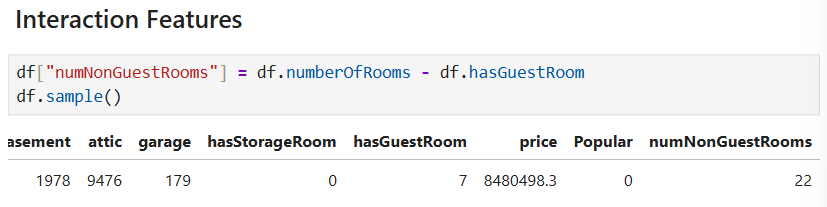 Interaction Features
df["numNonGuestRooms"] = df.numberOfRooms - df.hasGuestRoom
df.sample()
asement attic garage hasStorageRoom hasGuestRoom price Popular numNonGuestRooms
1978 9476 179 0 7 8480498.3 0 22